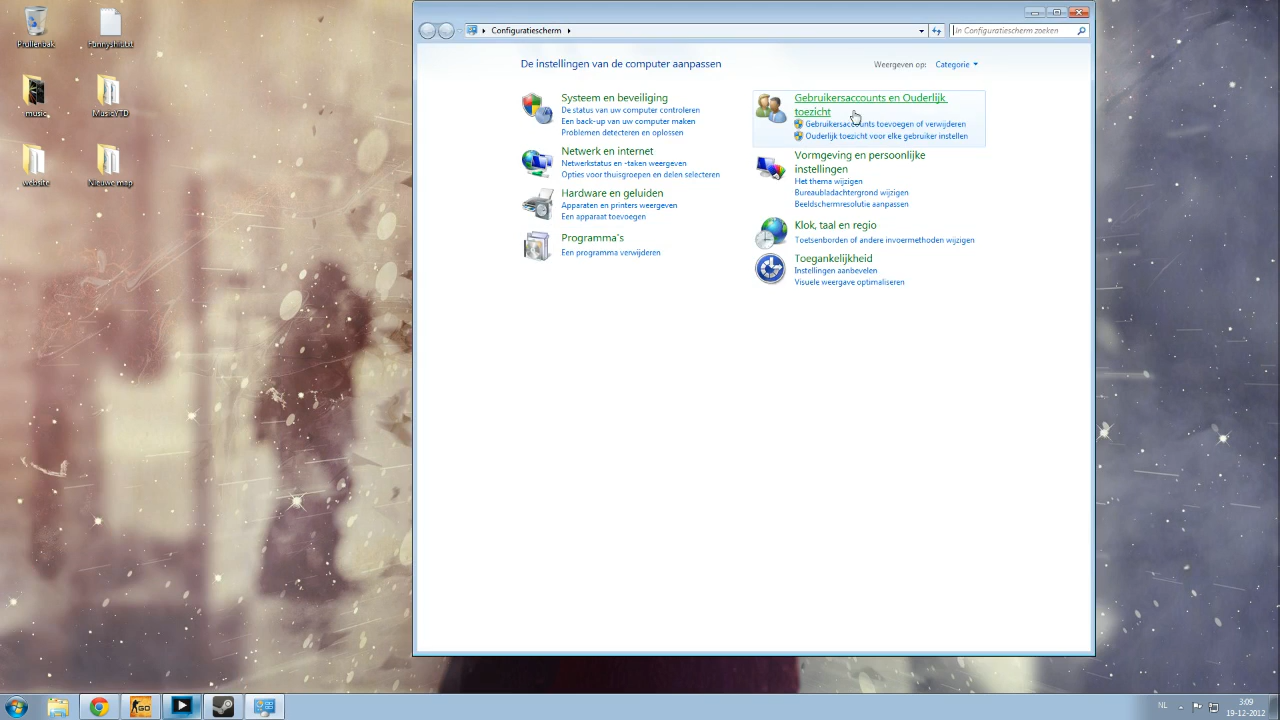 Prullenbak
Funnyshit.txt
music
MusicYTD
website
Nieuwe map
Configuratiescherm
In Configuratiescherm zoeken
De instellingen van de computer aanpassen
Weergeven op: Categorie
Systeem en beveiliging
De status van uw computer controleren
Een back-up van uw computer maken
Problemen detecteren en oplossen
Netwerk en internet
Netwerkstatus en -taken weergeven
Opties voor thuisgroepen en delen selecteren
Hardware en geluiden
Apparaten en printers weergeven
Een apparaat toevoegen
Programma's
Een programma verwijderen
Gebruikersaccounts en Ouderlijk
toezicht
Gebruikersaccounts toevoegen of verwijderen
Ouderlijk toezicht voor elke gebruiker instellen
Vormgeving en persoonlijke
instellingen
Het thema wijzigen
Bureaubladachtergrond wijzigen
Beeldschermresolutie aanpassen
Klok, taal en regio
Toetsenborden of andere invoermethoden wijzigen
Toegankelijkheid
Instellingen aanbevelen
Visuele weergave optimaliseren
GO
NL
3:09
19-12-2012